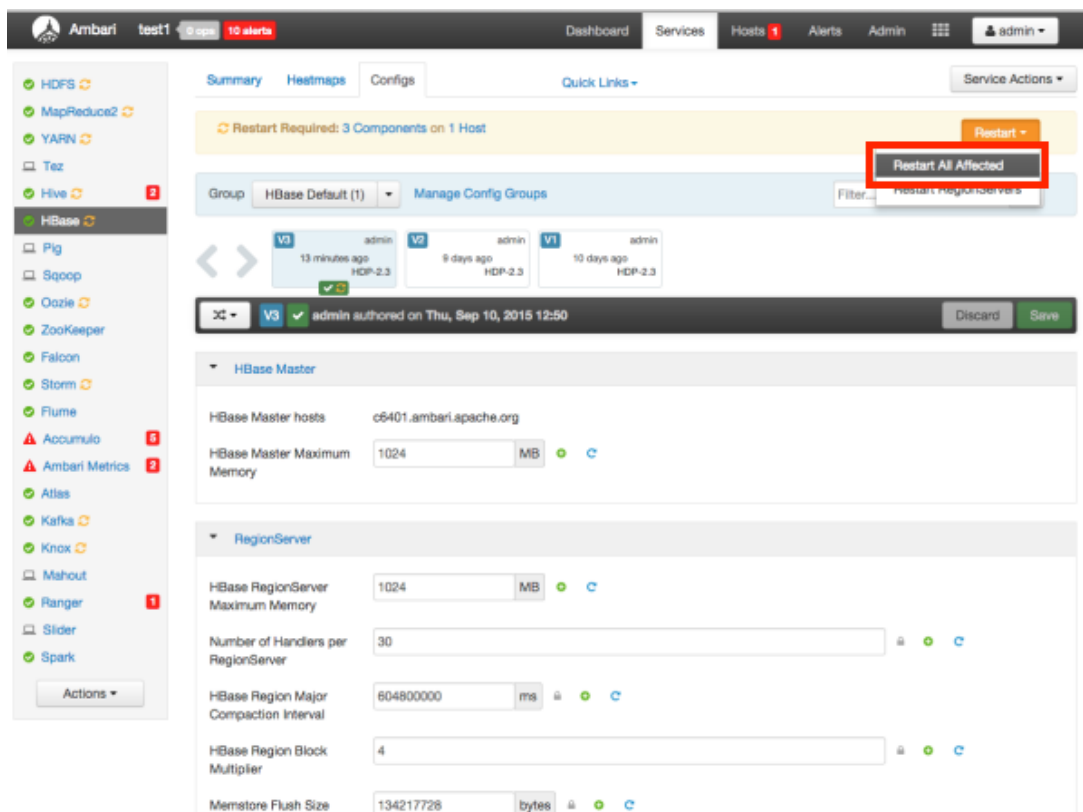 Ambari test1 0 ops 10 alerts Dashboard Services Hosts 1 Alerts Admin admin
HDFS
MapReduce2
YARN
Tez
Hive 2
HBase
Pig
Sqoop
Oozie
ZooKeeper
Falcon
Storm
Flume
Accumulo 5
Ambari Metrics 2
Atlas
Kafka
Knox
Mahout
Ranger 1
Slider
Spark
Actions
Summary Heatmaps Configs Quick Links Service Actions
Restart Required: 3 Components on 1 Host Restart
Restart All Affected
Restart RegionServers
Group HBase Default (1) Manage Config Groups Filter...
V3 admin
13 minutes ago
HDP-2.3
V2 admin
9 days ago
HDP-2.3
V1 admin
10 days ago
HDP-2.3
V3 admin authored on Thu, Sep 10, 2015 12:50 Discard Save
HBase Master
HBase Master hosts c6401.ambari.apache.org
HBase Master Maximum
Memory
1024 MB
RegionServer
HBase RegionServer
Maximum Memory
1024 MB
Number of Handlers per
RegionServer
30
HBase Region Major
Compaction Interval
604800000 ms
HBase Region Block
Multiplier
4
Memstore Flush Size 134217728 bytes